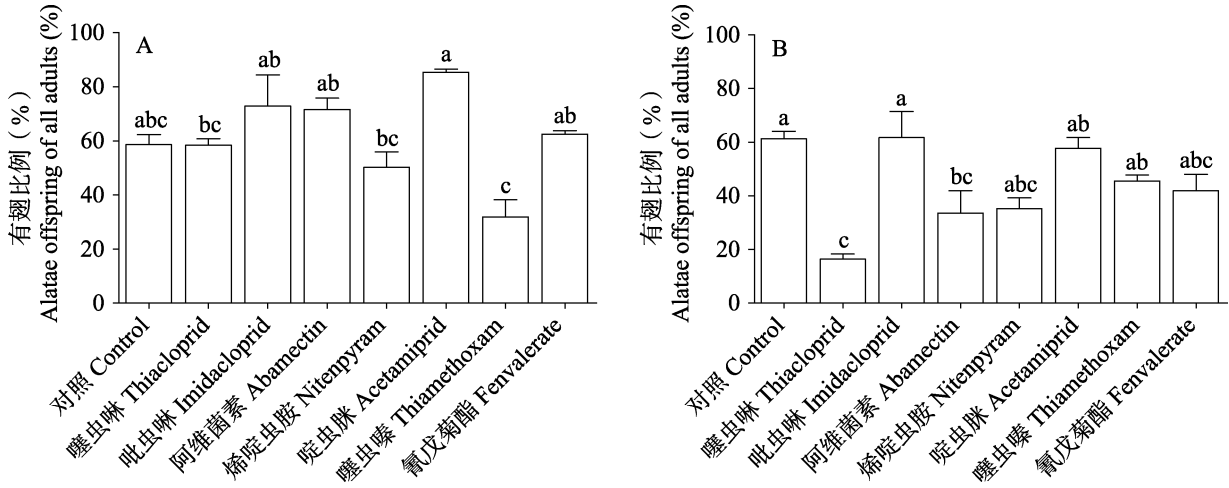 有翅比例（%）
Alatae offspring of all adults (%)
100
80
60
40
20
0
A
abc
bc
ab
ab
bc
a
c
ab
对照 Control
噻虫啉 Thiacloprid
吡虫啉 Imidacloprid
阿维菌素 Abamectin
烯啶虫胺 Nitenpyram
啶虫脒 Acetamiprid
噻虫嗪 Thiamethoxam
氰戊菊酯 Fenvalerate
有翅比例（%）
Alatae offspring of all adults (%)
100
80
60
40
20
0
B
a
c
a
bc
abc
ab
ab
abc
对照 Control
噻虫啉 Thiacloprid
吡虫啉 Imidacloprid
阿维菌素 Abamectin
烯啶虫胺 Nitenpyram
啶虫脒 Acetamiprid
噻虫嗪 Thiamethoxam
氰戊菊酯 Fenvalerate